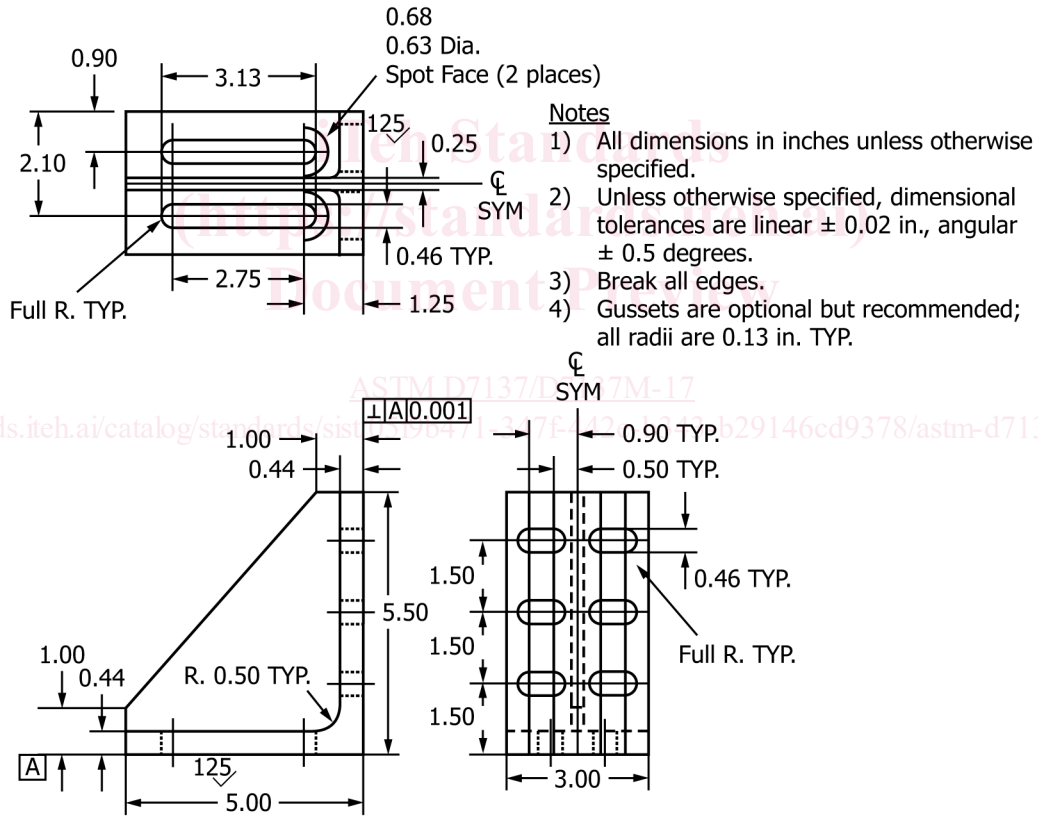 0.68
0.63 Dia.
Spot Face (2 places)
0.90
3.13
125
2.10
0.25
℄
SYM
0.46 TYP.
2.75
1.25
Full R. TYP.
Notes
1) All dimensions in inches unless otherwise
specified.
2) Unless otherwise specified, dimensional
tolerances are linear ± 0.02 in., angular
± 0.5 degrees.
3) Break all edges.
4) Gussets are optional but recommended;
all radii are 0.13 in. TYP.
iTeh Standards
(https://standards.iteh.ai)
Document Preview
ASTM D7137/D7137M-17
℄
SYM
⊥ A 0.001
1.00
0.44
0.90 TYP.
0.50 TYP.
1.50
0.46 TYP.
5.50
1.50
Full R. TYP.
1.00
0.44
R. 0.50 TYP.
1.50
A
125
5.00
3.00